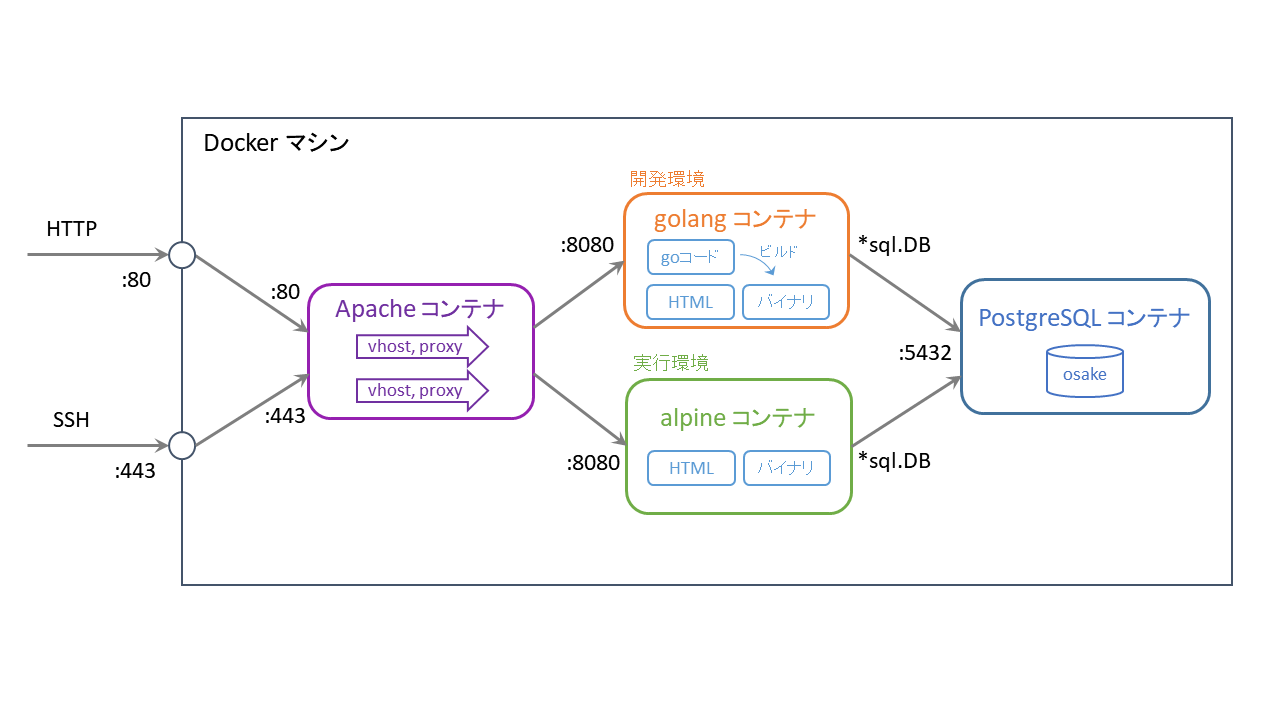 Docker マシン
HTTP
:80
SSH
:443
:80
:443
Apache コンテナ
vhost, proxy
vhost, proxy
:8080
:8080
開発環境
golang コンテナ
goコード
ビルド
HTML
バイナリ
実行環境
alpine コンテナ
HTML
バイナリ
*sql.DB
:5432
*sql.DB
PostgreSQL コンテナ
osake